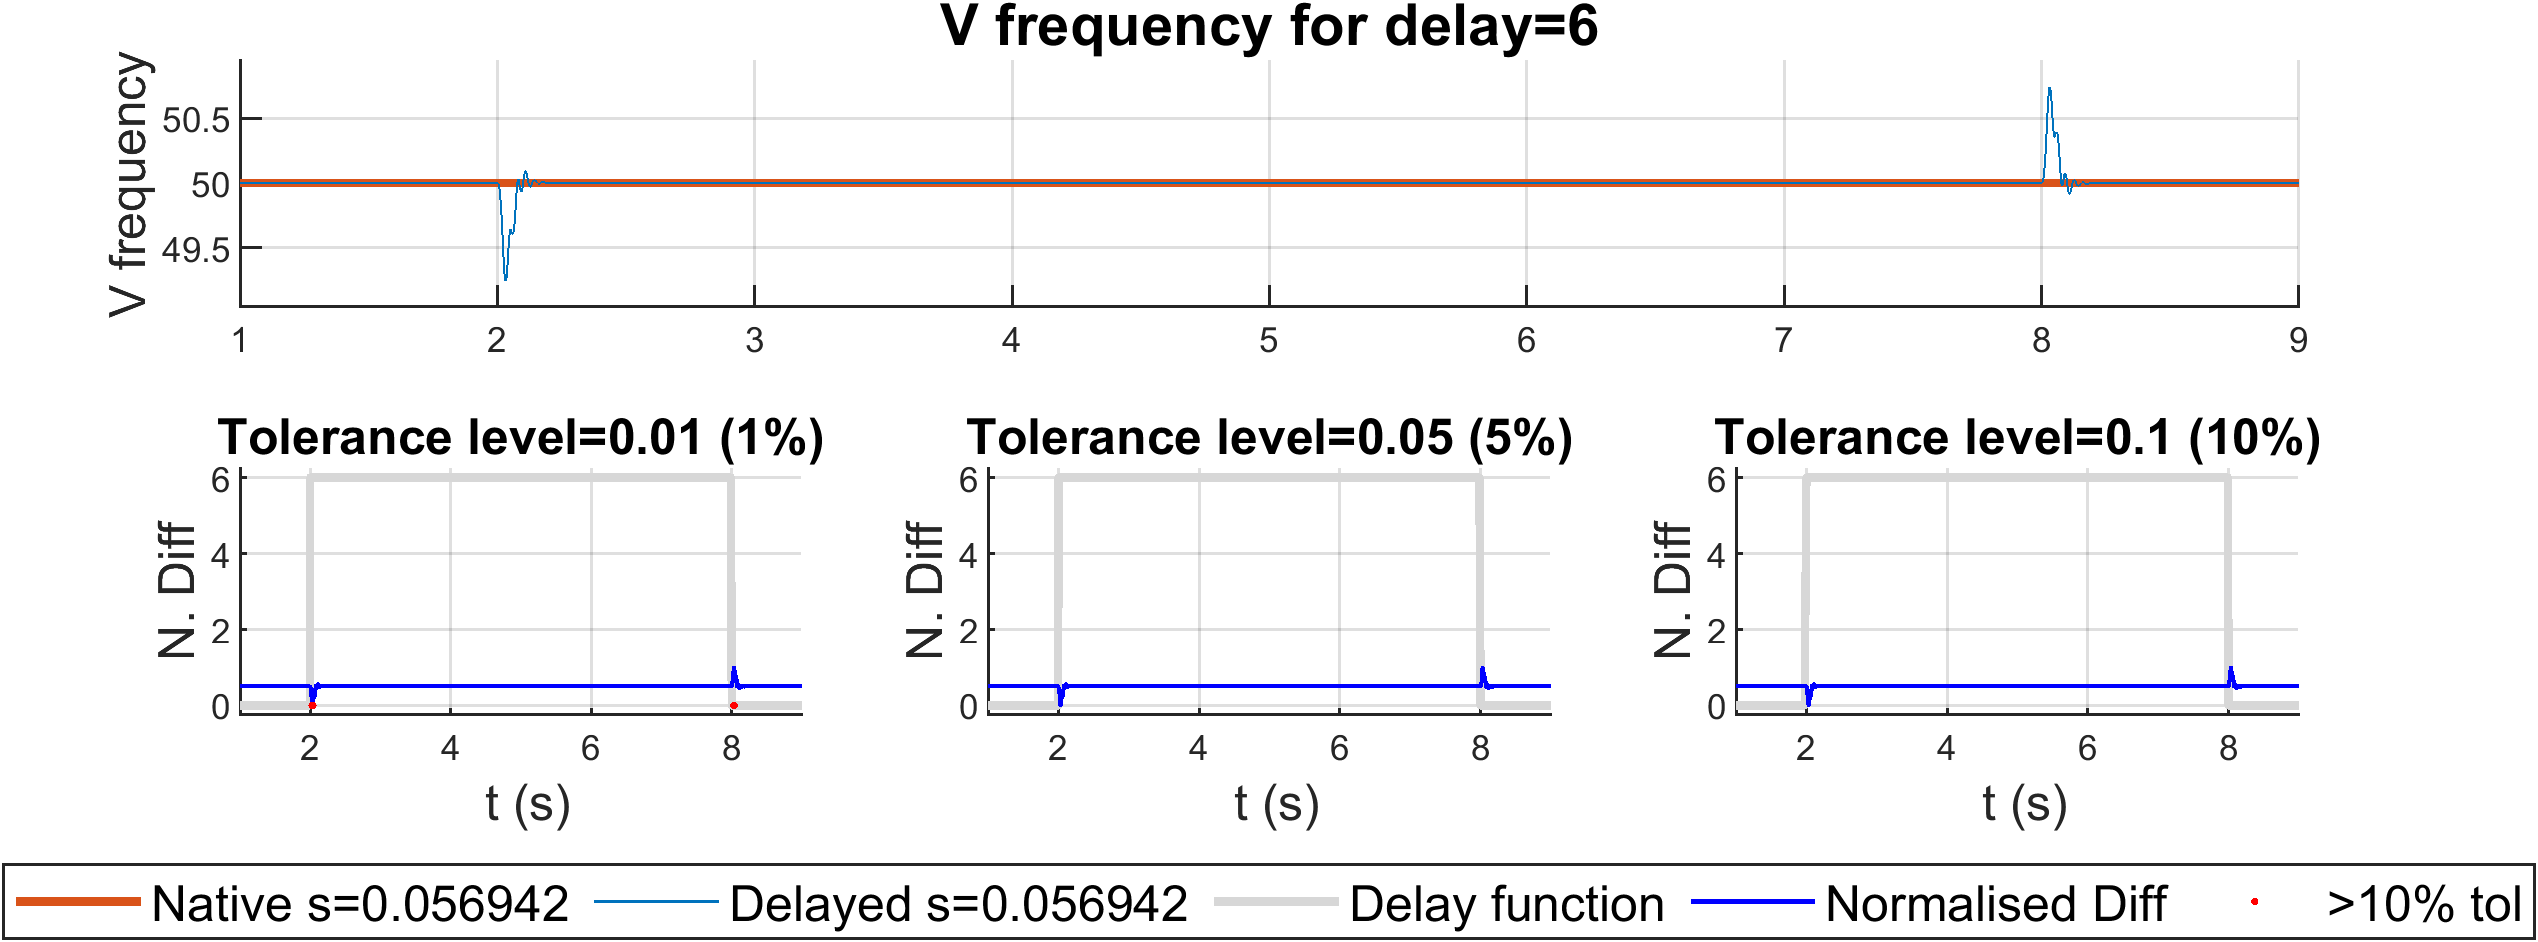 V frequency for delay=6
V frequency
50.5
50
49.5
1 2 3 4 5 6 7 8 9
Tolerance level=0.01 (1%)
N. Diff
6
4
2
0
2 4 6 8
t (s)
Tolerance level=0.05 (5%)
N. Diff
6
4
2
0
2 4 6 8
t (s)
Tolerance level=0.1 (10%)
N. Diff
6
4
2
0
2 4 6 8
t (s)
Native s=0.056942 Delayed s=0.056942 Delay function Normalised Diff >10% tol